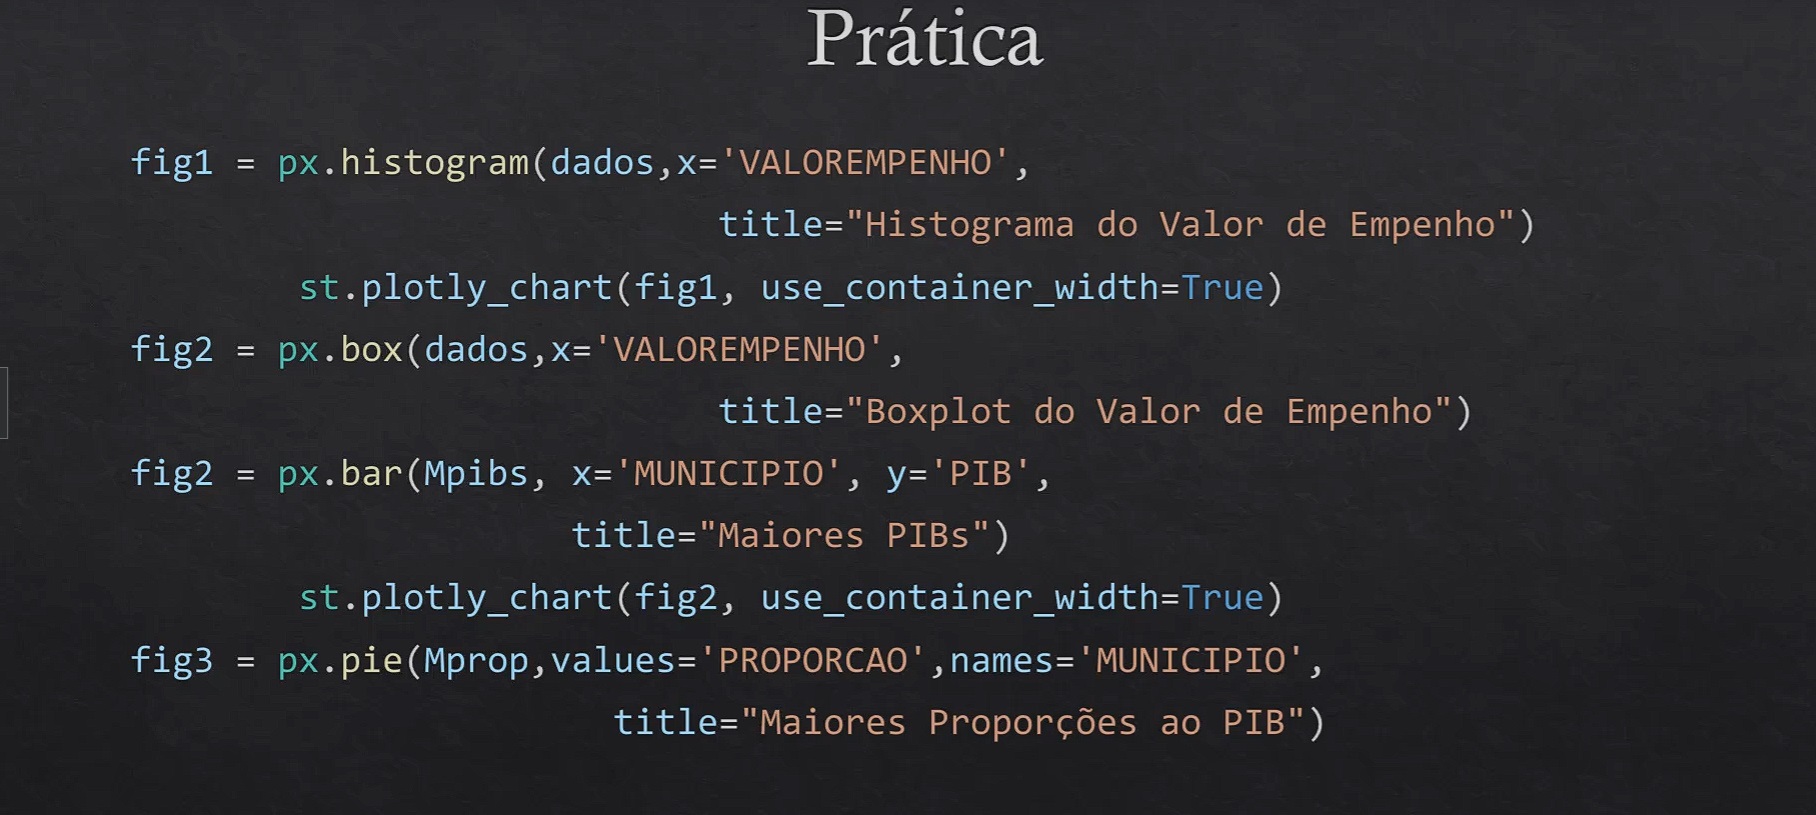 Prática
fig1 = px.histogram(dados,x='VALOREMPENHO',
title="Histograma do Valor de Empenho")
st.plotly_chart(fig1, use_container_width=True)
fig2 = px.box(dados,x='VALOREMPENHO',
title="Boxplot do Valor de Empenho")
fig2 = px.bar(Mpibs, x='MUNICIPIO', y='PIB',
title="Maiores PIBs")
st.plotly_chart(fig2, use_container_width=True)
fig3 = px.pie(Mprop,values='PROPORCAO',names='MUNICIPIO',
title="Maiores Proporções ao PIB")